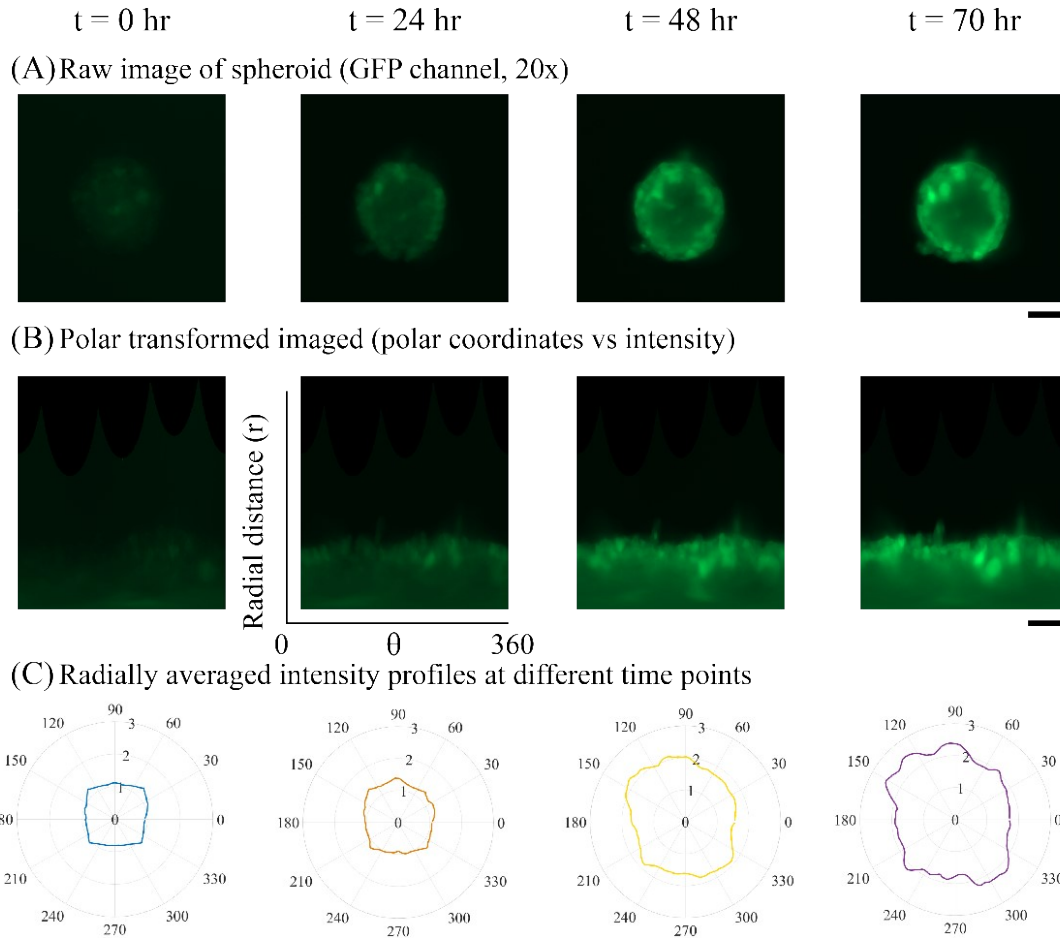 t = 0 hr t = 24 hr t = 48 hr t = 70 hr
(A) Raw image of spheroid (GFP channel, 20x)
(B) Polar transformed imaged (polar coordinates vs intensity)
Radial distance (r)
0 θ 360
(C) Radially averaged intensity profiles at different time points
90 90 90 90
120 3 60 120 3 60 120 3 60 120 3 60
150 2 30 150 2 30 150 2 30 150 2 30
1 1 1 1
80 0 0 180 0 0 180 0 0 180 0 0
210 330 210 330 210 330 210 330
240 300 240 300 240 300 240 300
270 270 270 270